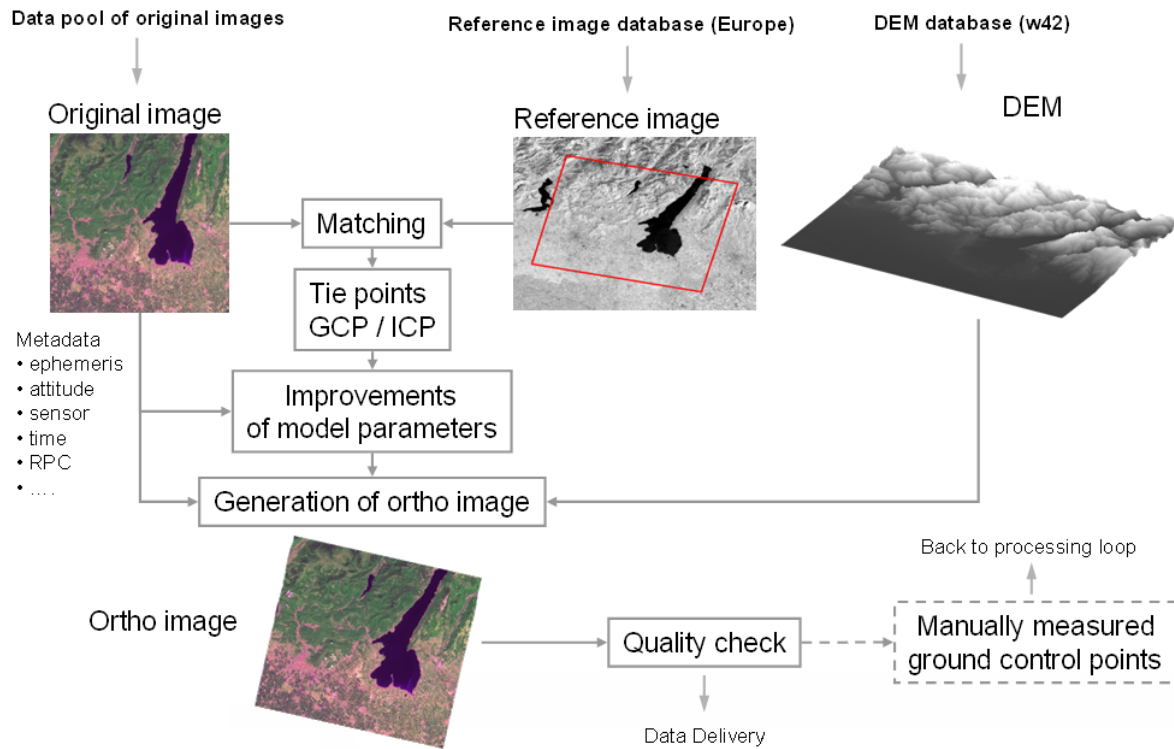 Data pool of original images
Reference image database (Europe)
DEM database (w42)
Original image
Reference image
DEM
Matching
Tie points
GCP / ICP
Metadata
• ephemeris
• attitude
• sensor
• time
• RPC
• ....
Improvements
of model parameters
Generation of ortho image
Back to processing loop
Ortho image
Quality check
Manually measured
ground control points
Data Delivery